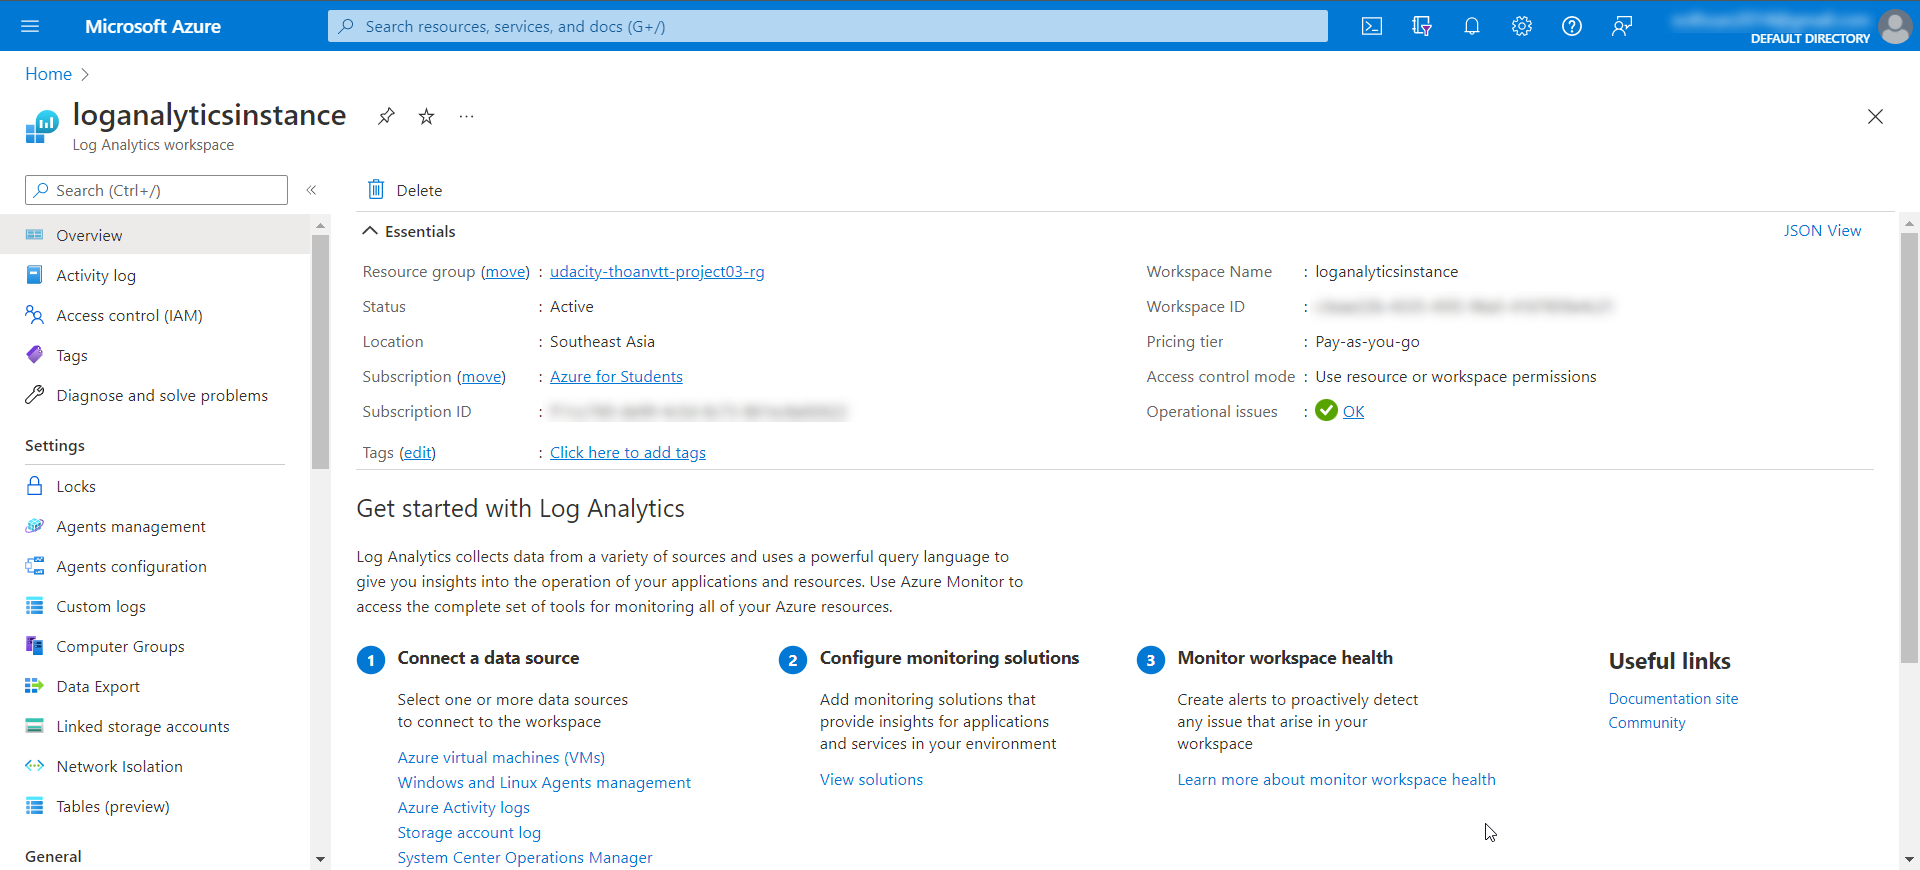 Microsoft Azure
Search resources, services, and docs (G+/)
DEFAULT DIRECTORY
Home
loganalyticsinstance
Log Analytics workspace
Search (Ctrl+/)
Delete
Overview
Activity log
Access control (IAM)
Tags
Diagnose and solve problems
Settings
Locks
Agents management
Agents configuration
Custom logs
Computer Groups
Data Export
Linked storage accounts
Network Isolation
Tables (preview)
General
Essentials
JSON View
Resource group (move) : udacity-thoanvtt-project03-rg
Status : Active
Location : Southeast Asia
Subscription (move) : Azure for Students
Subscription ID :
Tags (edit) : Click here to add tags
Workspace Name : loganalyticsinstance
Workspace ID :
Pricing tier : Pay-as-you-go
Access control mode : Use resource or workspace permissions
Operational issues : OK
Get started with Log Analytics
Log Analytics collects data from a variety of sources and uses a powerful query language to
give you insights into the operation of your applications and resources. Use Azure Monitor to
access the complete set of tools for monitoring all of your Azure resources.
1 Connect a data source
Select one or more data sources
to connect to the workspace
Azure virtual machines (VMs)
Windows and Linux Agents management
Azure Activity logs
Storage account log
System Center Operations Manager
2 Configure monitoring solutions
Add monitoring solutions that
provide insights for applications
and services in your environment
View solutions
3 Monitor workspace health
Create alerts to proactively detect
any issue that arise in your
workspace
Learn more about monitor workspace health
Useful links
Documentation site
Community